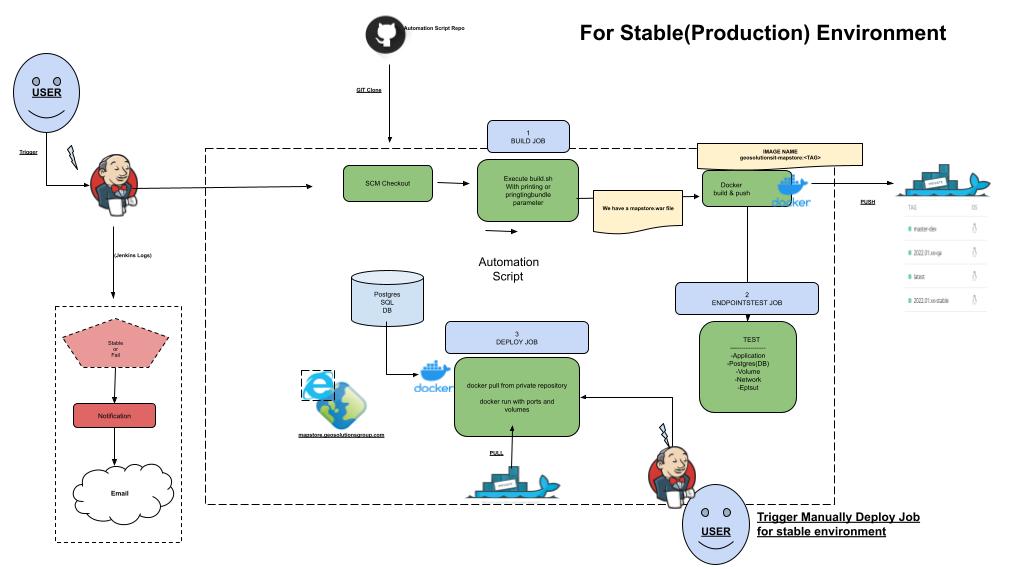 For Stable(Production) Environment
Automation Script Repo
GIT Clone
USER
Trigger
(Jenkins Logs)
Stable
or
Fail
Notification
Email
1
BUILD JOB
SCM Checkout
Execute build.sh
With printing or
pringtingbundle
parameter
We have a mapstore.war file
IMAGE NAME
geosolutionsit-mapstore:<TAG>
Docker
build & push
docker
PUSH
PRIVATE
TAG
OS
master-dev
2022.01.xx-qa
latest
2022.01.xx-stable
Automation
Script
Postgres
SQL
DB
2
ENDPOINTSTEST JOB
TEST
-----------------
-Application
-Postgres(DB)
-Volume
-Network
-Eptsut
3
DEPLOY JOB
docker
docker pull from private repository
docker run with ports and
volumes
mapstore.geosolutionsgroup.com
PULL
PRIVATE
USER
Trigger Manually Deploy Job
for stable environment